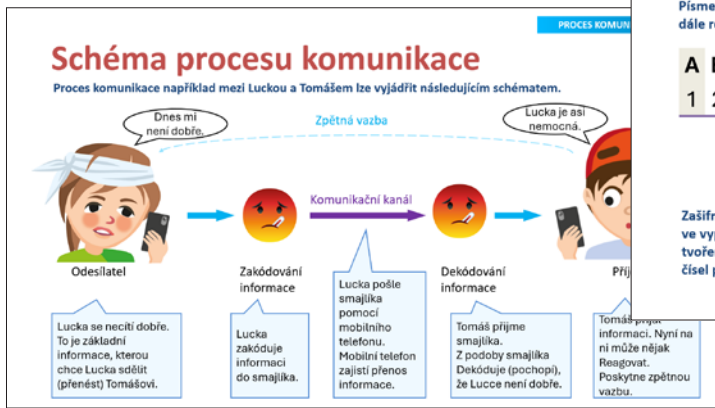 PROCES KOMUN
Schéma procesu komunikace
Proces komunikace například mezi Luckou a Tomášem lze vyjádřit následujícím schématem.
Dnes mi
není dobře.
Zpětná vazba
Lucka je asi
nemocná.
Komunikační kanál
Odesílatel
Zakódování
informace
Dekódování
informace
Příj
Lucka se necítí dobře.
To je základní
informace, kterou
chce Lucka sdělit
(přenést) Tomášovi.
Lucka
zakóduje
informaci
do smajlíka.
Lucka pošle
smajlíka
pomocí
mobilního
telefonu.
Mobilní telefon
zajistí přenos
informace.
Tomáš přijme
smajlíka.
Z podoby smajlíka
Dekóduje (pochopí),
že Lucce není dobře.
Tomáš přijal
informaci. Nyní na
ni může nějak
Reagovat.
Poskytne zpětnou
vazbu.
Písme
dále r
A
1 2
Zašifr
ve vyp
tvoře
čísel p